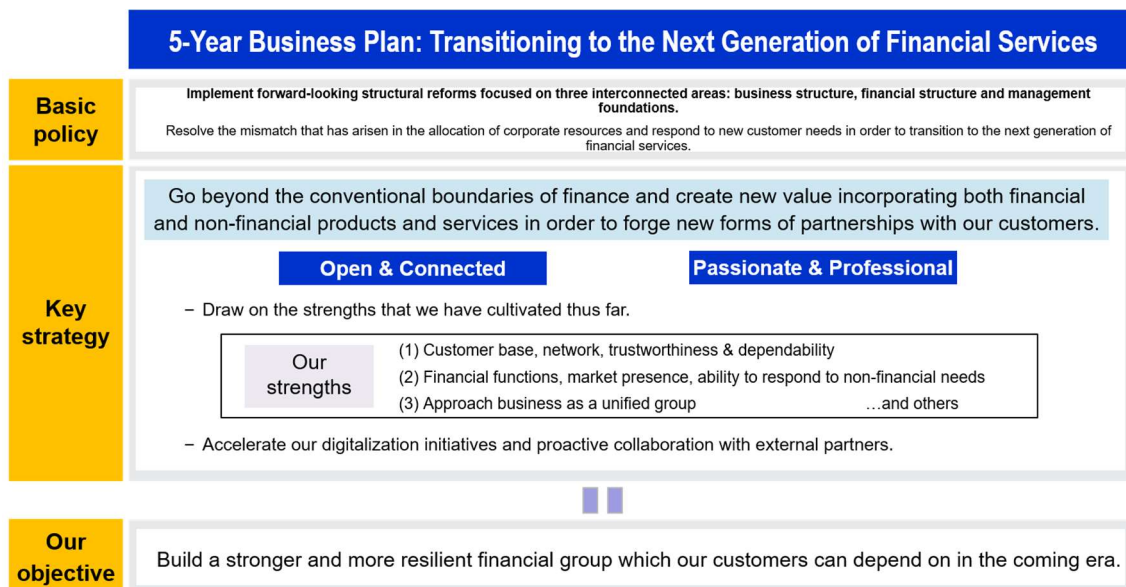 5-Year Business Plan: Transitioning to the Next Generation of Financial Services
Basic
policy
Implement forward-looking structural reforms focused on three interconnected areas: business structure, financial structure and management
foundations.
Resolve the mismatch that has arisen in the allocation of corporate resources and respond to new customer needs in order to transition to the next generation of
financial services.
Key
strategy
Go beyond the conventional boundaries of finance and create new value incorporating both financial
and non-financial products and services in order to forge new forms of partnerships with our customers.
Open & Connected
Passionate & Professional
– Draw on the strengths that we have cultivated thus far.
Our
strengths
(1) Customer base, network, trustworthiness & dependability
(2) Financial functions, market presence, ability to respond to non-financial needs
(3) Approach business as a unified group …and others
– Accelerate our digitalization initiatives and proactive collaboration with external partners.
Our
objective
Build a stronger and more resilient financial group which our customers can depend on in the coming era.